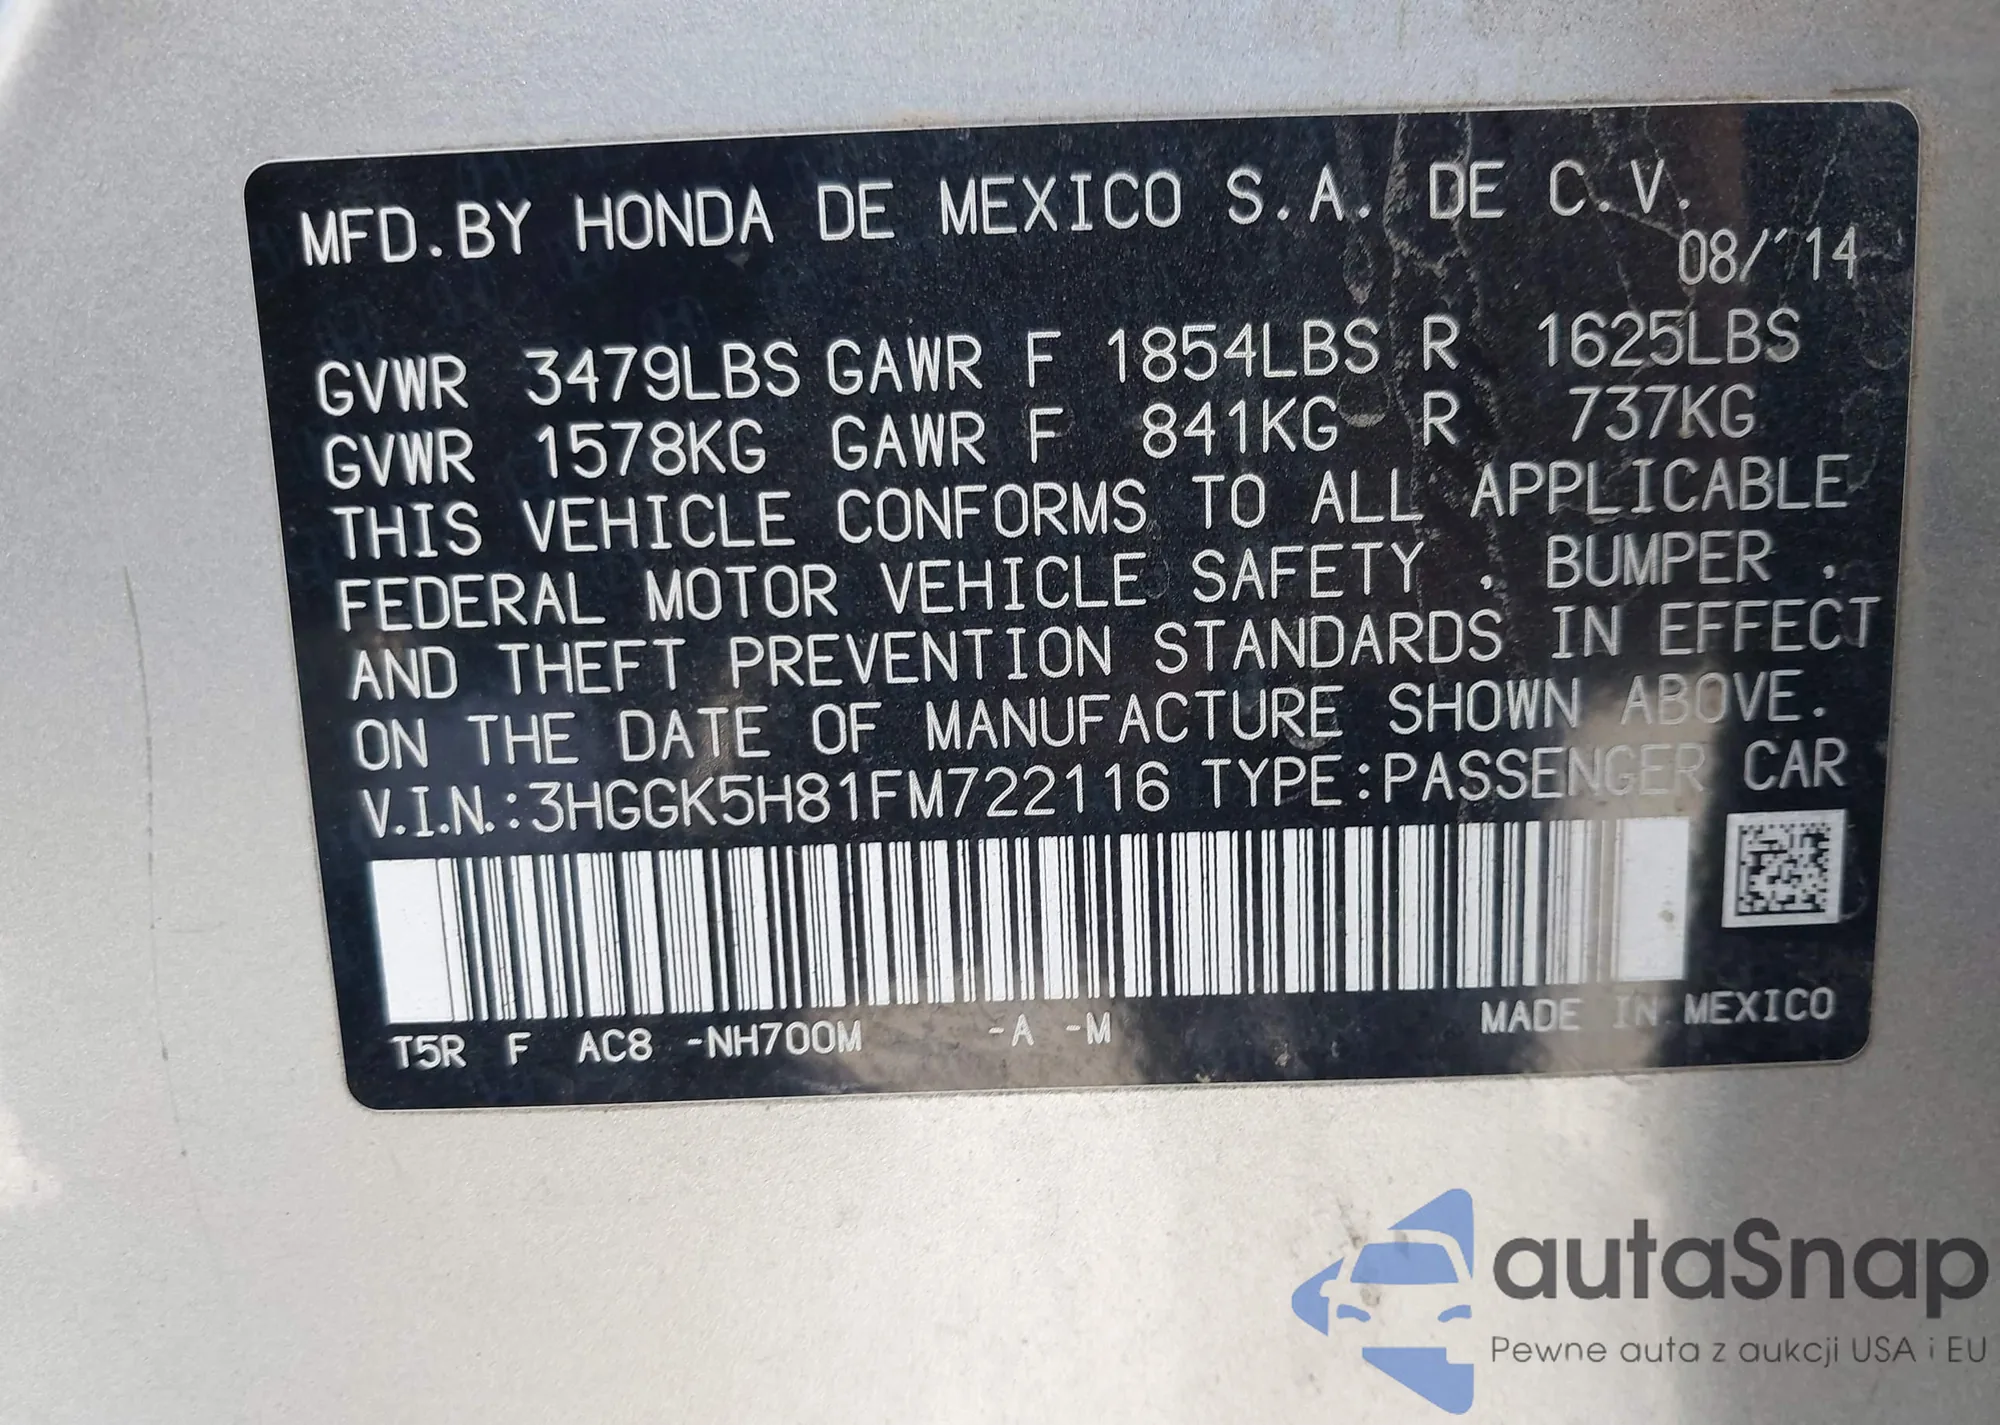 MFD.BY HONDA DE MEXICO S.A. DE C.V.
08/'14
GVWR 3479LBS GAWR F 1854LBS R 1625LBS
GVWR 1578KG GAWR F 841KG R 737KG
THIS VEHICLE CONFORMS TO ALL APPLICABLE
FEDERAL MOTOR VEHICLE SAFETY , BUMPER ,
AND THEFT PREVENTION STANDARDS IN EFFECT
ON THE DATE OF MANUFACTURE SHOWN ABOVE.
V.I.N.:3HGGK5H81FM722116 TYPE:PASSENGER CAR
T5R F AC8 -NH700M -A -M MADE IN MEXICO
autaSnap
Pewne auta z aukcji USA i EU